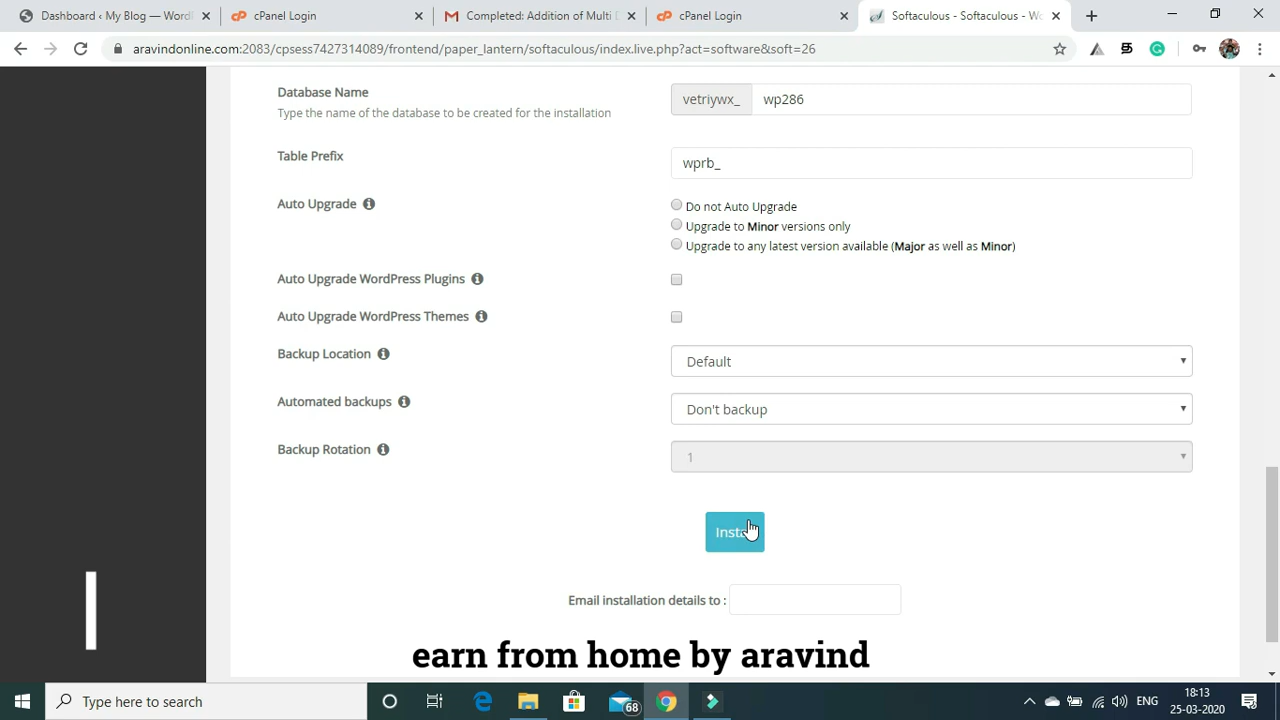 Dashboard ‹ My Blog — Word
cPanel Login
Completed: Addition of Multi D
cPanel Login
Softaculous - Softaculous - Wo
aravindonline.com:2083/cpsess7427314089/frontend/paper_lantern/softaculous/index.live.php?act=software&soft=26
Database Name
vetriywx_ wp286
Type the name of the database to be created for the installation
Table Prefix
wprb_
Auto Upgrade
Do not Auto Upgrade
Upgrade to Minor versions only
Upgrade to any latest version available (Major as well as Minor)
Auto Upgrade WordPress Plugins
Auto Upgrade WordPress Themes
Backup Location
Default
Automated backups
Don't backup
Backup Rotation
1
Email installation details to :
earn from home by aravind
Type here to search
68
ENG
18:13
25-03-2020